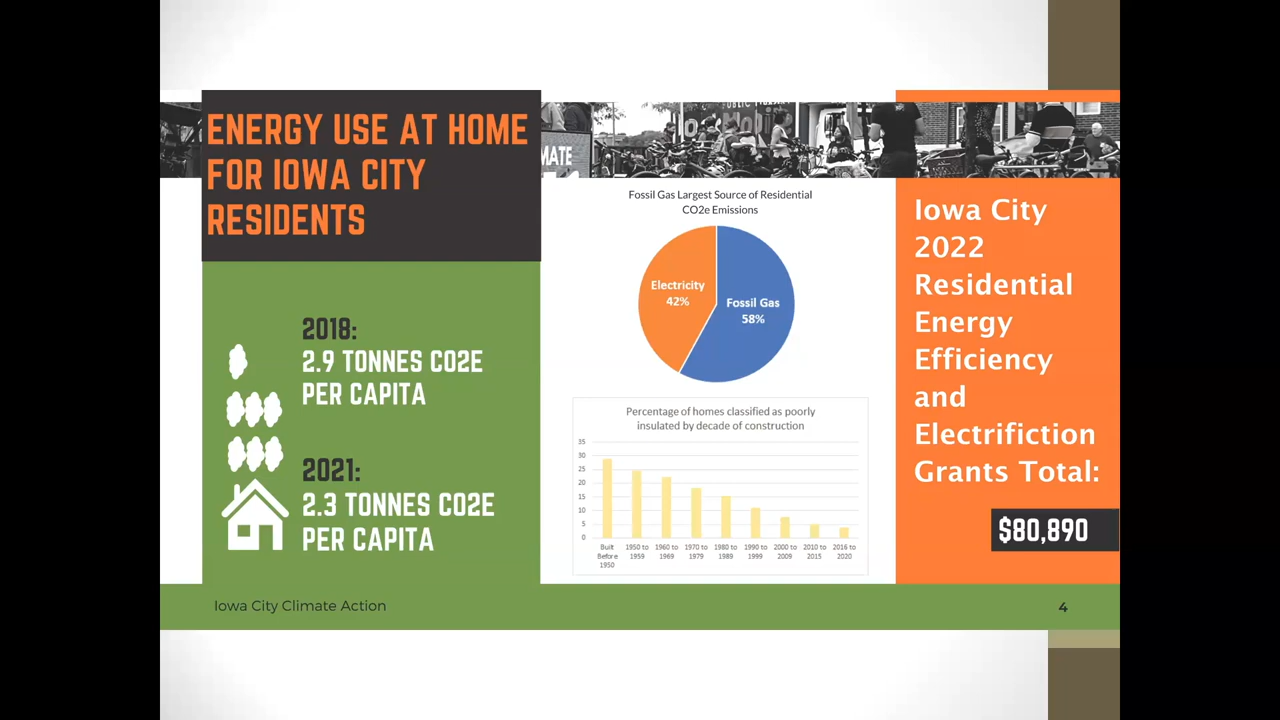 ENERGY USE AT HOME
FOR IOWA CITY
RESIDENTS
2018:
2.9 TONNES CO2E
PER CAPITA
2021:
2.3 TONNES CO2E
PER CAPITA
MATE
Fossil Gas Largest Source of Residential
CO2e Emissions
Electricity
42%
Fossil Gas
58%
Percentage of homes classified as poorly
insulated by decade of construction
35
30
25
20
15
10
5
0
Built Before 1950
1950 to 1959
1960 to 1969
1970 to 1979
1980 to 1989
1990 to 1999
2000 to 2009
2010 to 2015
2016 to 2020
Iowa City
2022
Residential
Energy
Efficiency
and
Electrifiction
Grants Total:
$80,890
Iowa City Climate Action
4